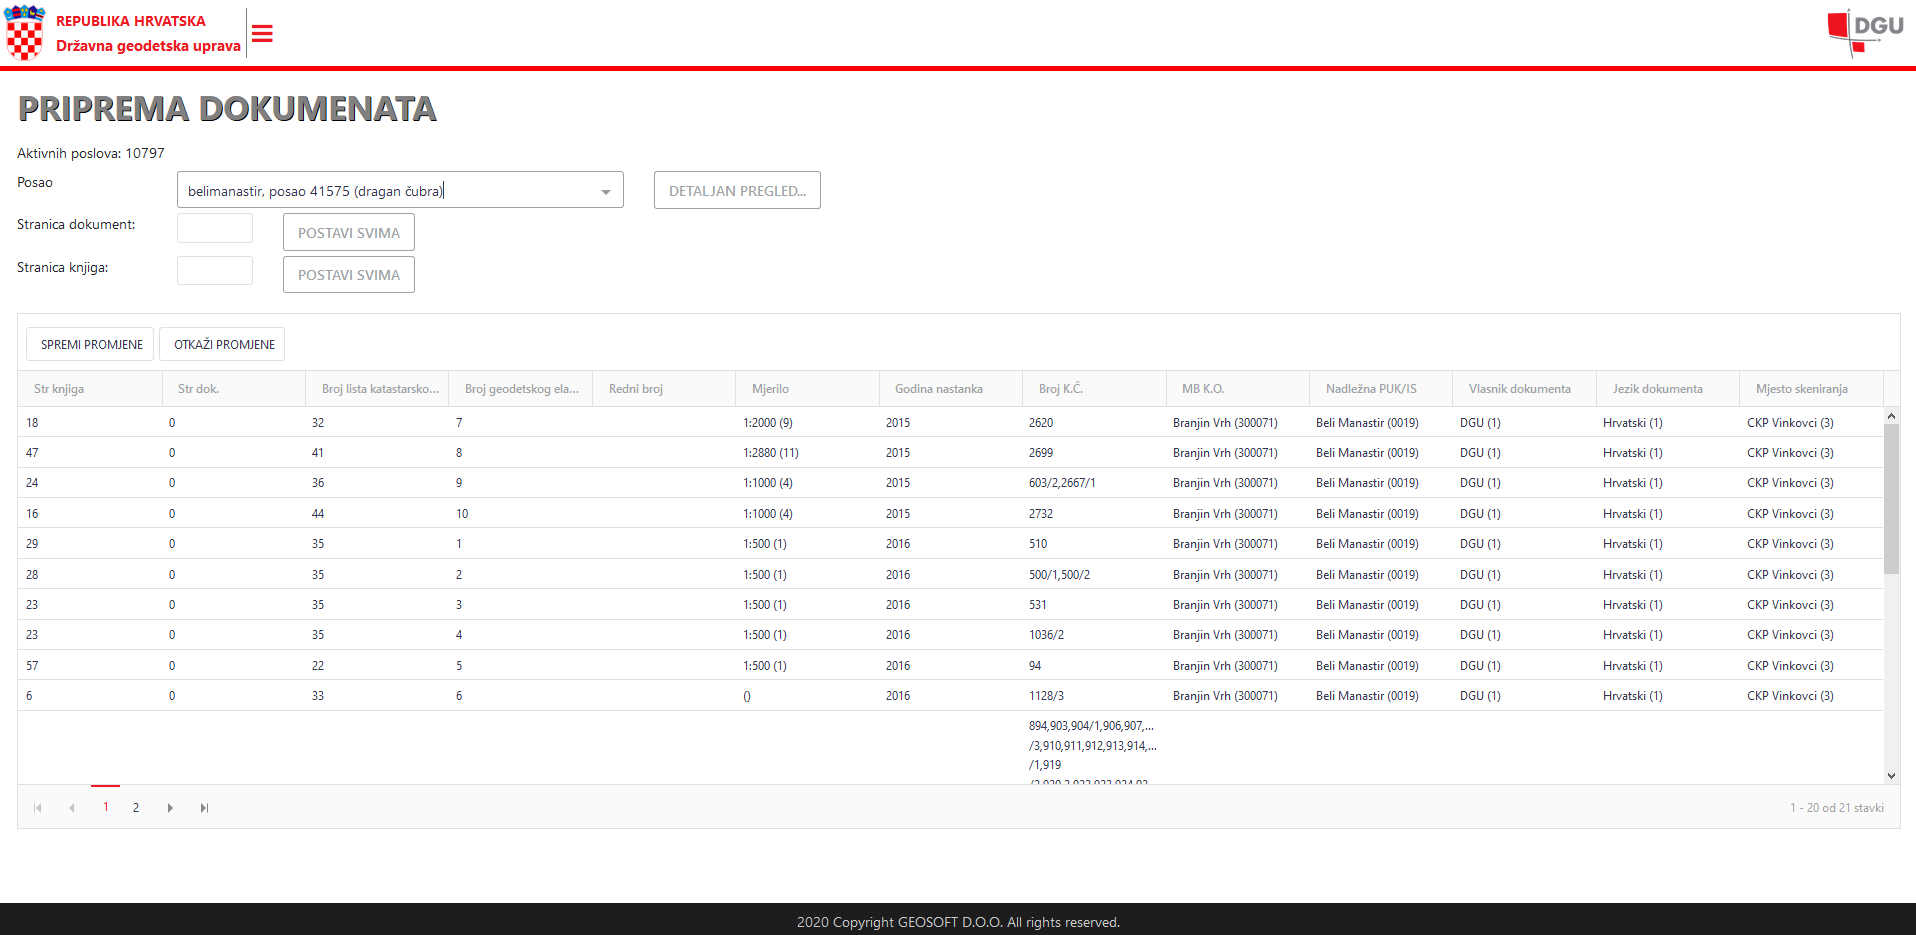 REPUBLIKA HRVATSKA
Državna geodetska uprava
DGU
PRIPREMA DOKUMENATA
Aktivnih poslova: 10797
Posao belimanastir, posao 41575 (dragan čubra) DETALJAN PREGLED...
Stranica dokument: POSTAVI SVIMA
Stranica knjiga: POSTAVI SVIMA
SPREMI PROMJENE OTKAŽI PROMJENE
Str knjiga Str dok. Broj lista katastarsko... Broj geodetskog ela... Redni broj Mjerilo Godina nastanka Broj K.Č. MB K.O. Nadležna PUK/IS Vlasnik dokumenta Jezik dokumenta Mjesto skeniranja
18 0 32 7 1:2000 (9) 2015 2620 Branjin Vrh (300071) Beli Manastir (0019) DGU (1) Hrvatski (1) CKP Vinkovci (3)
47 0 41 8 1:2880 (11) 2015 2699 Branjin Vrh (300071) Beli Manastir (0019) DGU (1) Hrvatski (1) CKP Vinkovci (3)
24 0 36 9 1:1000 (4) 2015 603/2,2667/1 Branjin Vrh (300071) Beli Manastir (0019) DGU (1) Hrvatski (1) CKP Vinkovci (3)
16 0 44 10 1:1000 (4) 2015 2732 Branjin Vrh (300071) Beli Manastir (0019) DGU (1) Hrvatski (1) CKP Vinkovci (3)
29 0 35 1 1:500 (1) 2016 510 Branjin Vrh (300071) Beli Manastir (0019) DGU (1) Hrvatski (1) CKP Vinkovci (3)
28 0 35 2 1:500 (1) 2016 500/1,500/2 Branjin Vrh (300071) Beli Manastir (0019) DGU (1) Hrvatski (1) CKP Vinkovci (3)
23 0 35 3 1:500 (1) 2016 531 Branjin Vrh (300071) Beli Manastir (0019) DGU (1) Hrvatski (1) CKP Vinkovci (3)
23 0 35 4 1:500 (1) 2016 1036/2 Branjin Vrh (300071) Beli Manastir (0019) DGU (1) Hrvatski (1) CKP Vinkovci (3)
57 0 22 5 1:500 (1) 2016 94 Branjin Vrh (300071) Beli Manastir (0019) DGU (1) Hrvatski (1) CKP Vinkovci (3)
6 0 33 6 () 2016 1128/3 Branjin Vrh (300071) Beli Manastir (0019) DGU (1) Hrvatski (1) CKP Vinkovci (3)
894,903,904/1,906,907,...
/3,910,911,912,913,914,...
/1,919
1 2 1 - 20 od 21 stavki
2020 Copyright GEOSOFT D.O.O. All rights reserved.